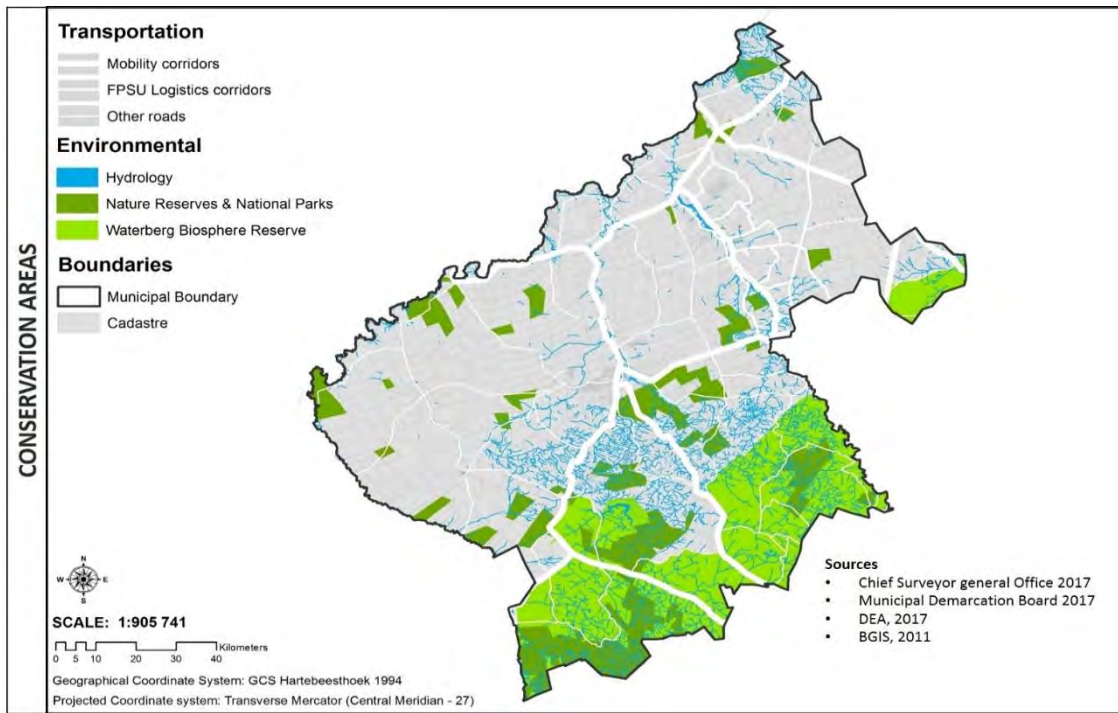 CONSERVATION AREAS
Transportation
Mobility corridors
FPSU Logistics corridors
Other roads
Environmental
Hydrology
Nature Reserves & National Parks
Waterberg Biosphere Reserve
Boundaries
Municipal Boundary
Cadastre
N
W E
S
SCALE: 1:905 741
Kilometers
0 5 10 20 30 40
Geographical Coordinate System: GCS Hartebeesthoek 1994
Projected Coordinate system: Transverse Mercator (Central Meridian - 27)
Sources
• Chief Surveyor general Office 2017
• Municipal Demarcation Board 2017
• DEA, 2017
• BGIS, 2011